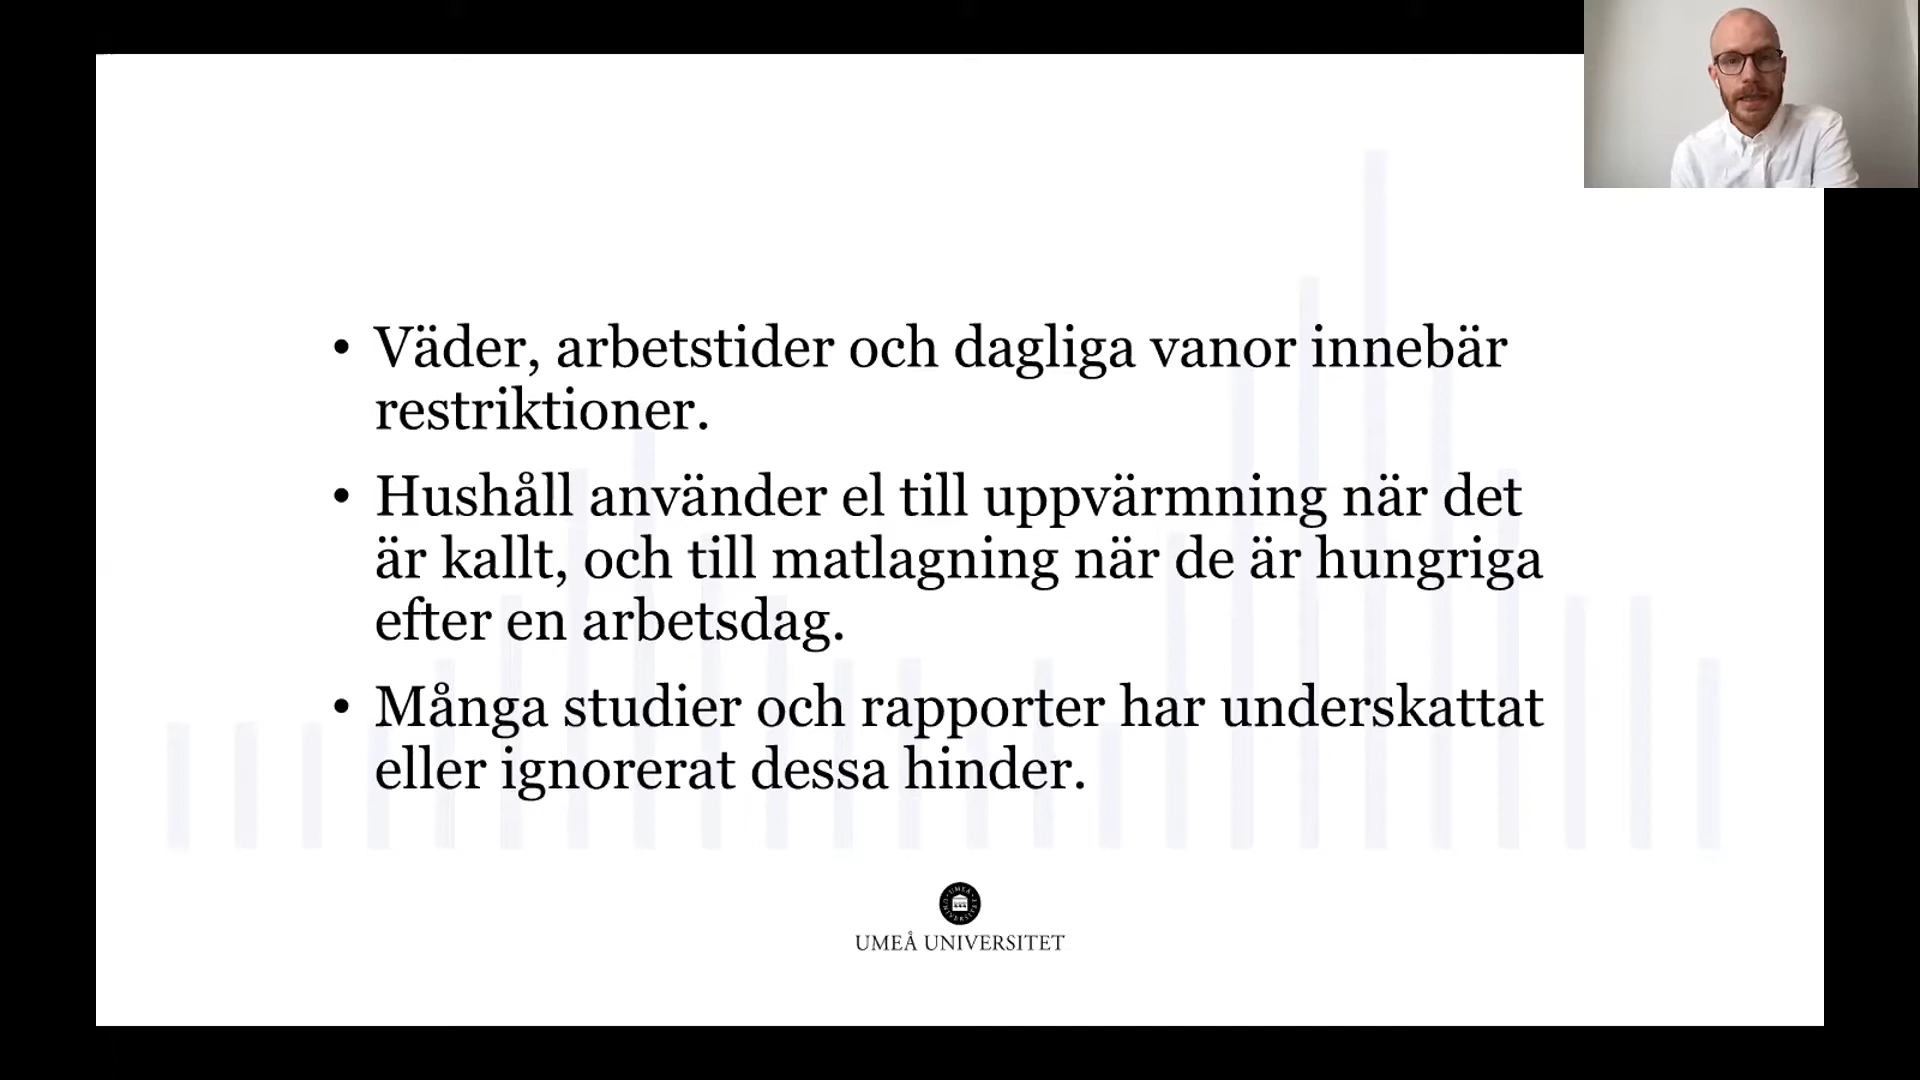 • Väder, arbetstider och dagliga vanor innebär
restriktioner.
• Hushåll använder el till uppvärmning när det
är kallt, och till matlagning när de är hungriga
efter en arbetsdag.
• Många studier och rapporter har underskattat
eller ignorerat dessa hinder.
UMEÅ UNIVERSITET
UMEÅ UNIVERSITET